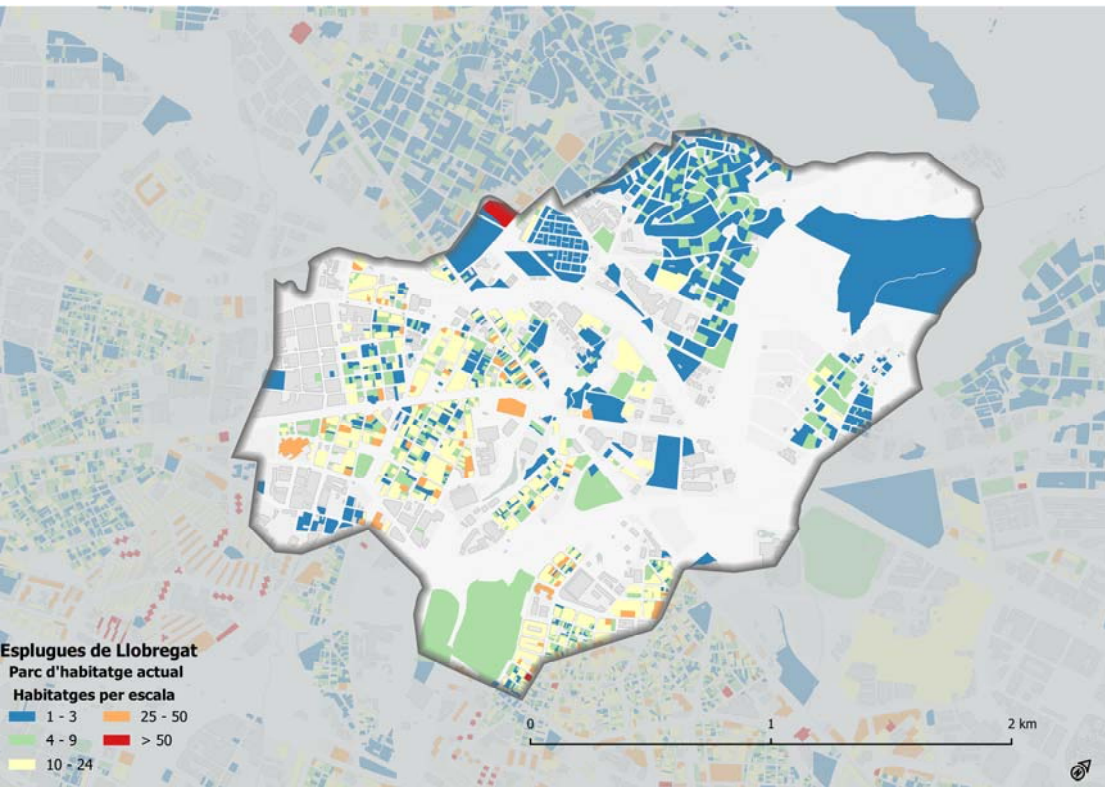 Esplugues de Llobregat
Parc d'habitatge actual
Habitatges per escala
1 - 3
25 - 50
4 - 9
> 50
10 - 24
0 1 2 km